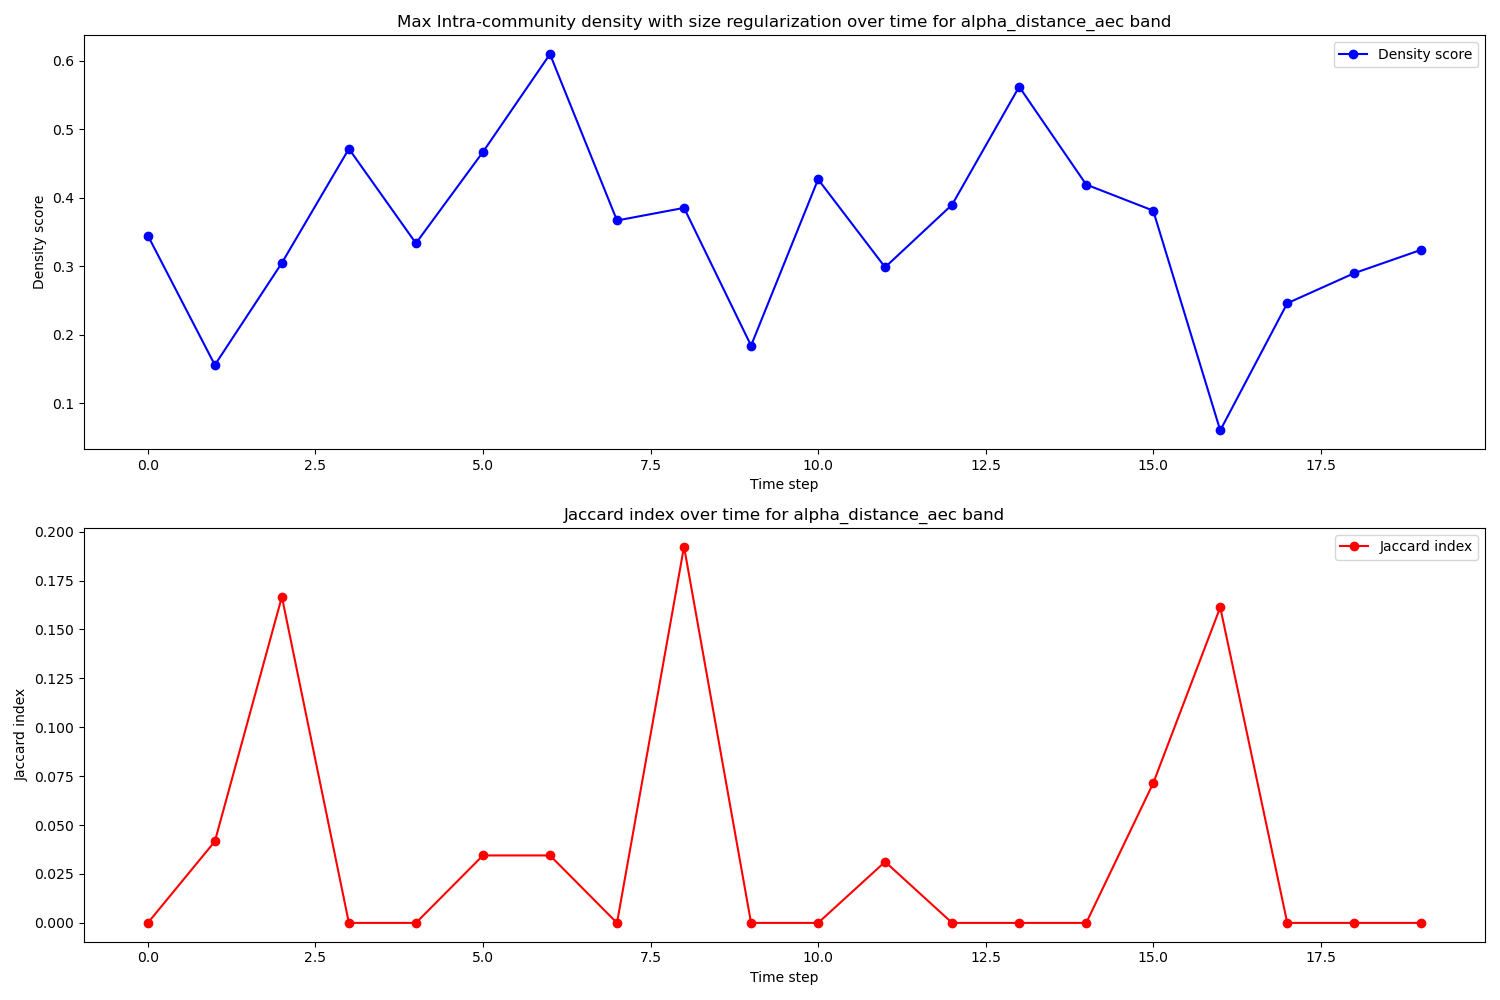 Max Intra-community density with size regularization over time for alpha_distance_aec band
Density score
Density score
0.6
0.5
0.4
0.3
0.2
0.1
0.0 2.5 5.0 7.5 10.0 12.5 15.0 17.5
Time step
Jaccard index over time for alpha_distance_aec band
Jaccard index
Jaccard index
0.200
0.175
0.150
0.125
0.100
0.075
0.050
0.025
0.000
0.0 2.5 5.0 7.5 10.0 12.5 15.0 17.5
Time step